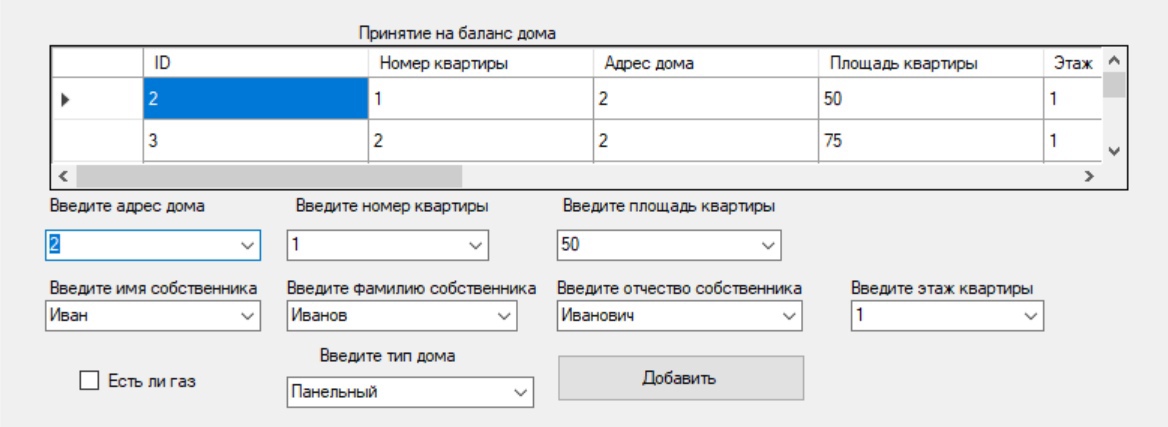 Принятие на баланс дома
ID Номер квартиры Адрес дома Площадь квартиры Этаж
2 1 2 50 1
3 2 2 75 1
Введите адрес дома Введите номер квартиры Введите площадь квартиры
2 1 50
Введите имя собственника Введите фамилию собственника Введите отчество собственника Введите этаж квартиры
Иван Иванов Иванович 1
Введите тип дома
Есть ли газ Панельный Добавить